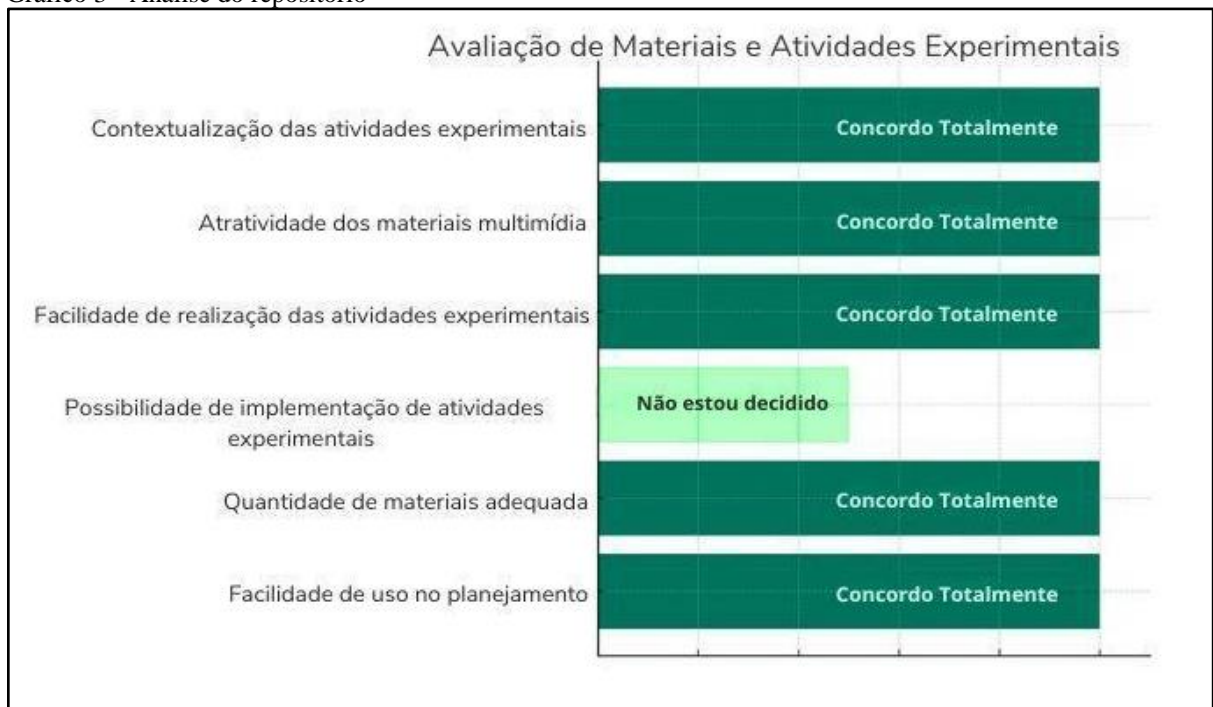 Avaliação de Materiais e Atividades Experimentais
Contextualização das atividades experimentais
Concordo Totalmente
Atratividade dos materiais multimídia
Concordo Totalmente
Facilidade de realização das atividades experimentais
Concordo Totalmente
Possibilidade de implementação de atividades
experimentais
Não estou decidido
Quantidade de materiais adequada
Concordo Totalmente
Facilidade de uso no planejamento
Concordo Totalmente